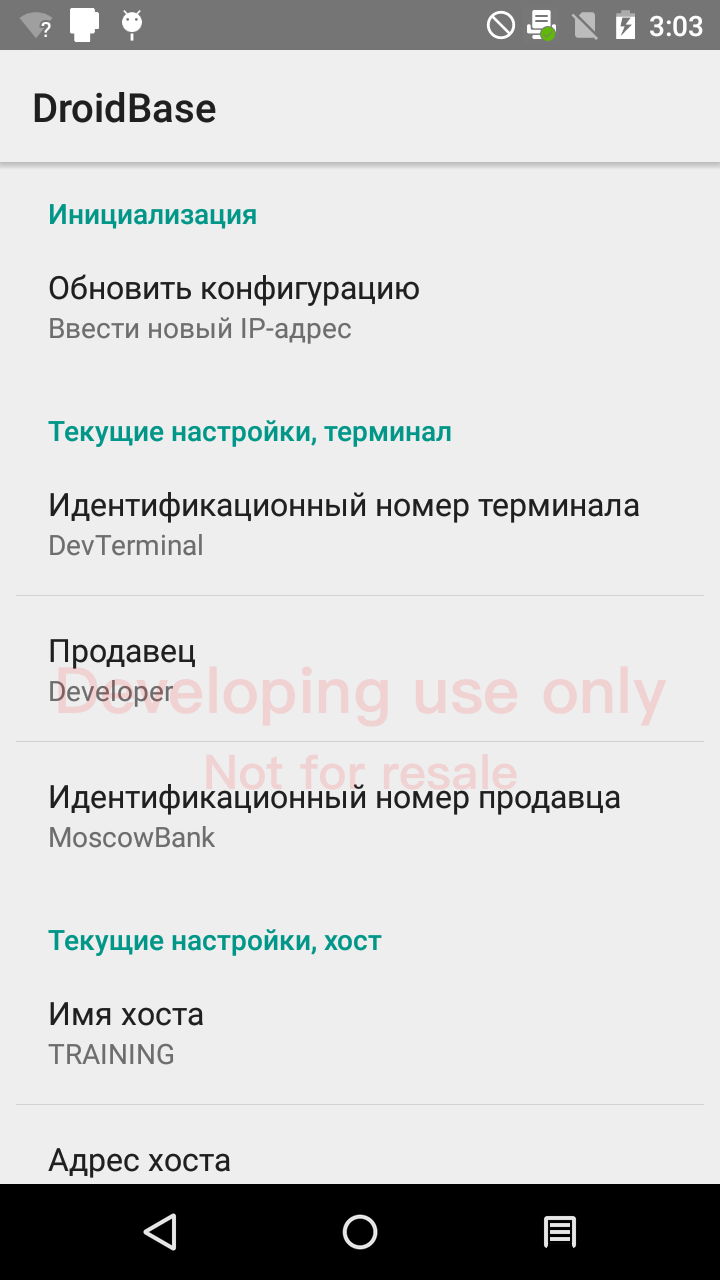 3:03
DroidBase
Инициализация
Обновить конфигурацию
Ввести новый IP-адрес
Текущие настройки, терминал
Идентификационный номер терминала
DevTerminal
Продавец
Developer
Developing use only
Not for resale
Идентификационный номер продавца
MoscowBank
Текущие настройки, хост
Имя хоста
TRAINING
Адрес хоста